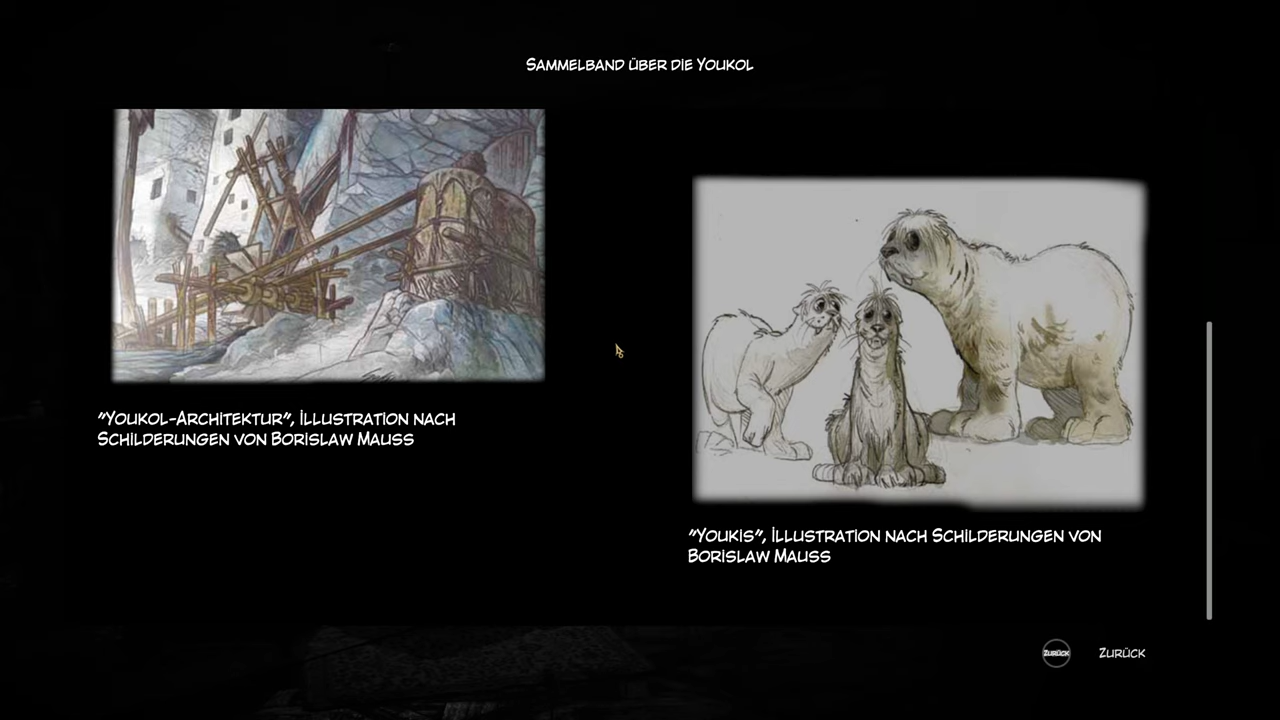 Sammelband über die Youkol
"Youkol-Architektur", Illustration nach
Schilderungen von Borislaw Mauss
"Youkis", Illustration nach Schilderungen von
Borislaw Mauss
Zurück
Zurück